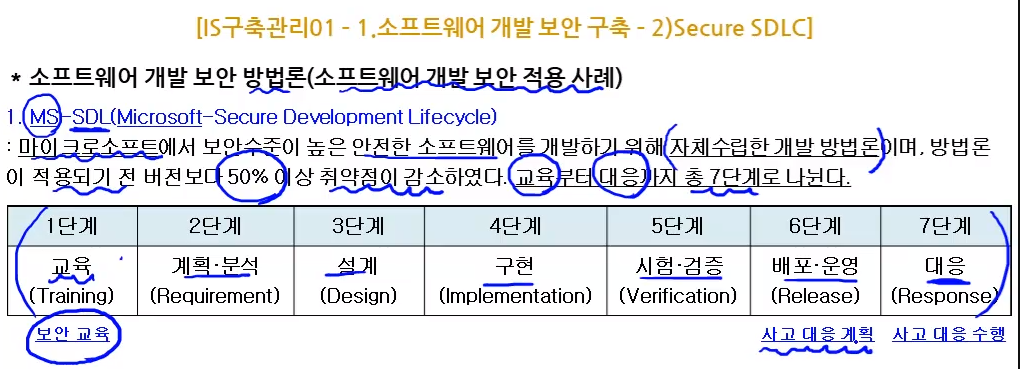 [IS구축관리01 - 1.소프트웨어 개발 보안 구축 - 2)Secure SDLC]
* 소프트웨어 개발 보안 방법론(소프트웨어 개발 보안 적용 사례)
1. MS-SDL(Microsoft-Secure Development Lifecycle)
: 마이크로소프트에서 보안수준이 높은 안전한 소프트웨어를 개발하기 위해 자체수립한 개발 방법론이며, 방법론
이 적용되기 전 버전보다 50% 이상 취약점이 감소하였다. 교육부터 대응까지 총 7단계로 나뉜다.
1단계 2단계 3단계 4단계 5단계 6단계 7단계
교육 계획·분석 설계 구현 시험·검증 배포·운영 대응
(Training) (Requirement) (Design) (Implementation) (Verification) (Release) (Response)
보안 교육 사고 대응 계획 사고 대응 수행